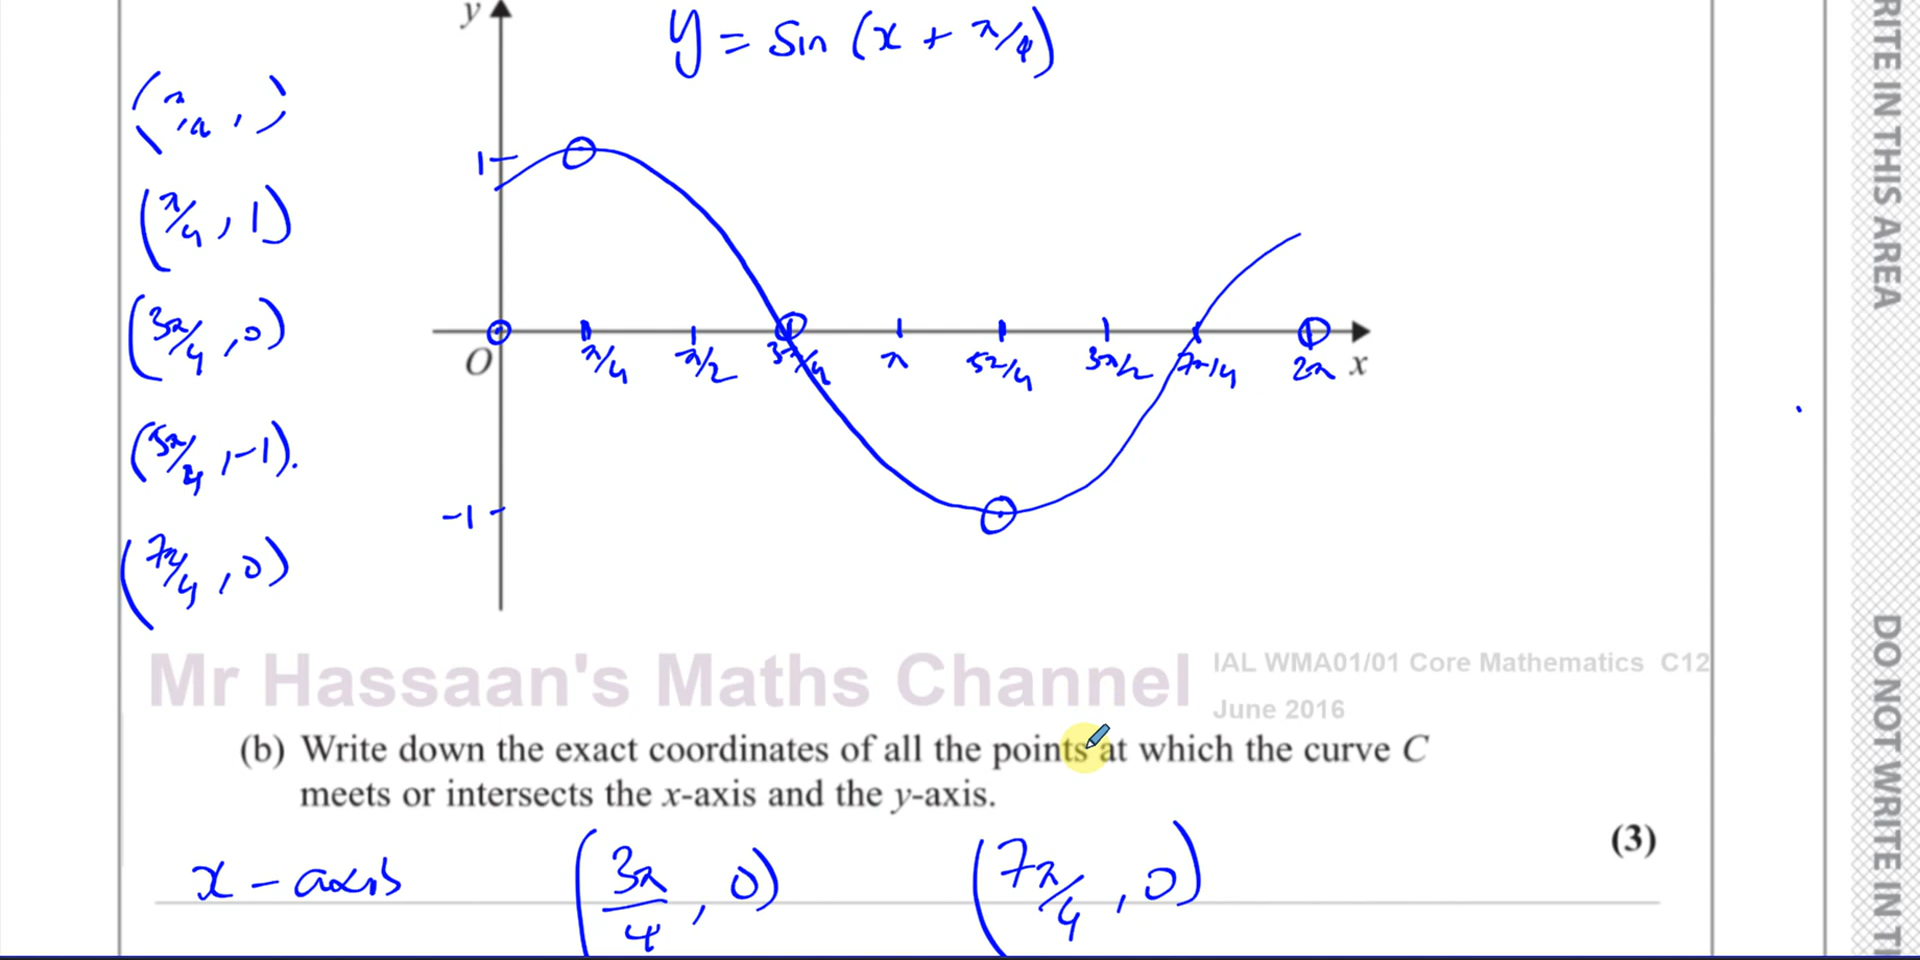 y
y = sin (x + π/4)
(π/4, )
1
(π/4, 1)
(3π/4, 0)
O π/4 π/2 3π/4 π 5π/4 3π/2 7π/4 2π x
(5π/4, -1).
-1
(7π/4, 0)
Mr Hassaan's Maths Channel
IAL WMA01/01 Core Mathematics C12
June 2016
(b) Write down the exact coordinates of all the points at which the curve C
meets or intersects the x-axis and the y-axis.
(3)
x - axis (3π/4, 0) (7π/4, 0)
RITE IN THIS AREA
DO NOT WRITE IN T